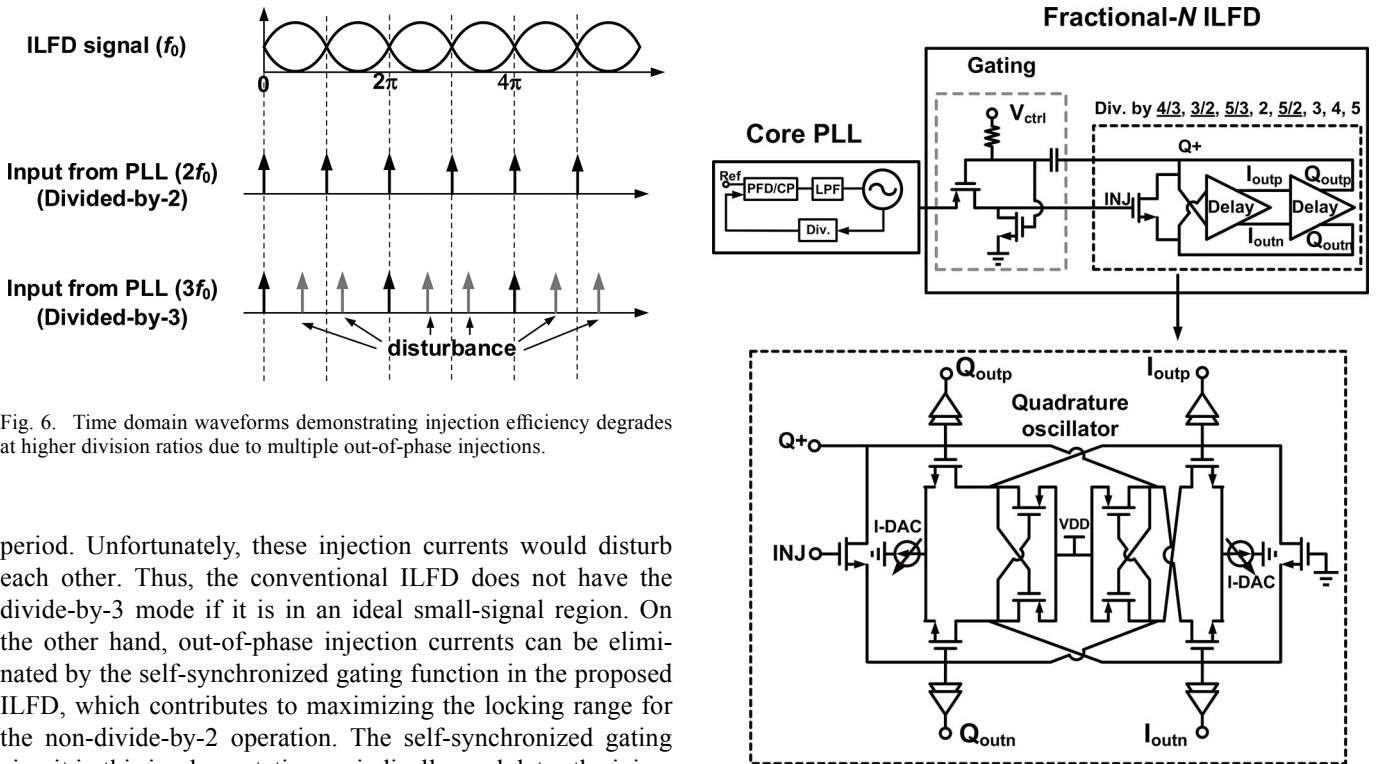 ILFD signal (f0)
0
2π
4π
Input from PLL (2f0)
(Divided-by-2)
Input from PLL (3f0)
(Divided-by-3)
disturbance
Fig. 6. Time domain waveforms demonstrating injection efficiency degrades
at higher division ratios due to multiple out-of-phase injections.
period. Unfortunately, these injection currents would disturb
each other. Thus, the conventional ILFD does not have the
divide-by-3 mode if it is in an ideal small-signal region. On
the other hand, out-of-phase injection currents can be elimi-
nated by the self-synchronized gating function in the proposed
ILFD, which contributes to maximizing the locking range for
the non-divide-by-2 operation. The self-synchronized gating
Fractional-N ILFD
Gating
Vctrl
Div. by 4/3, 3/2, 5/3, 2, 5/2, 3, 4, 5
Core PLL
Ref
PFD/CP
LPF
Div.
Q+
INJ
Delay
Ioutp
Ioutn
Delay
Qoutp
Qoutn
Qoutp
Ioutp
Quadrature
oscillator
Q+
I-DAC
VDD
INJ
I-DAC
Qoutn
Ioutn